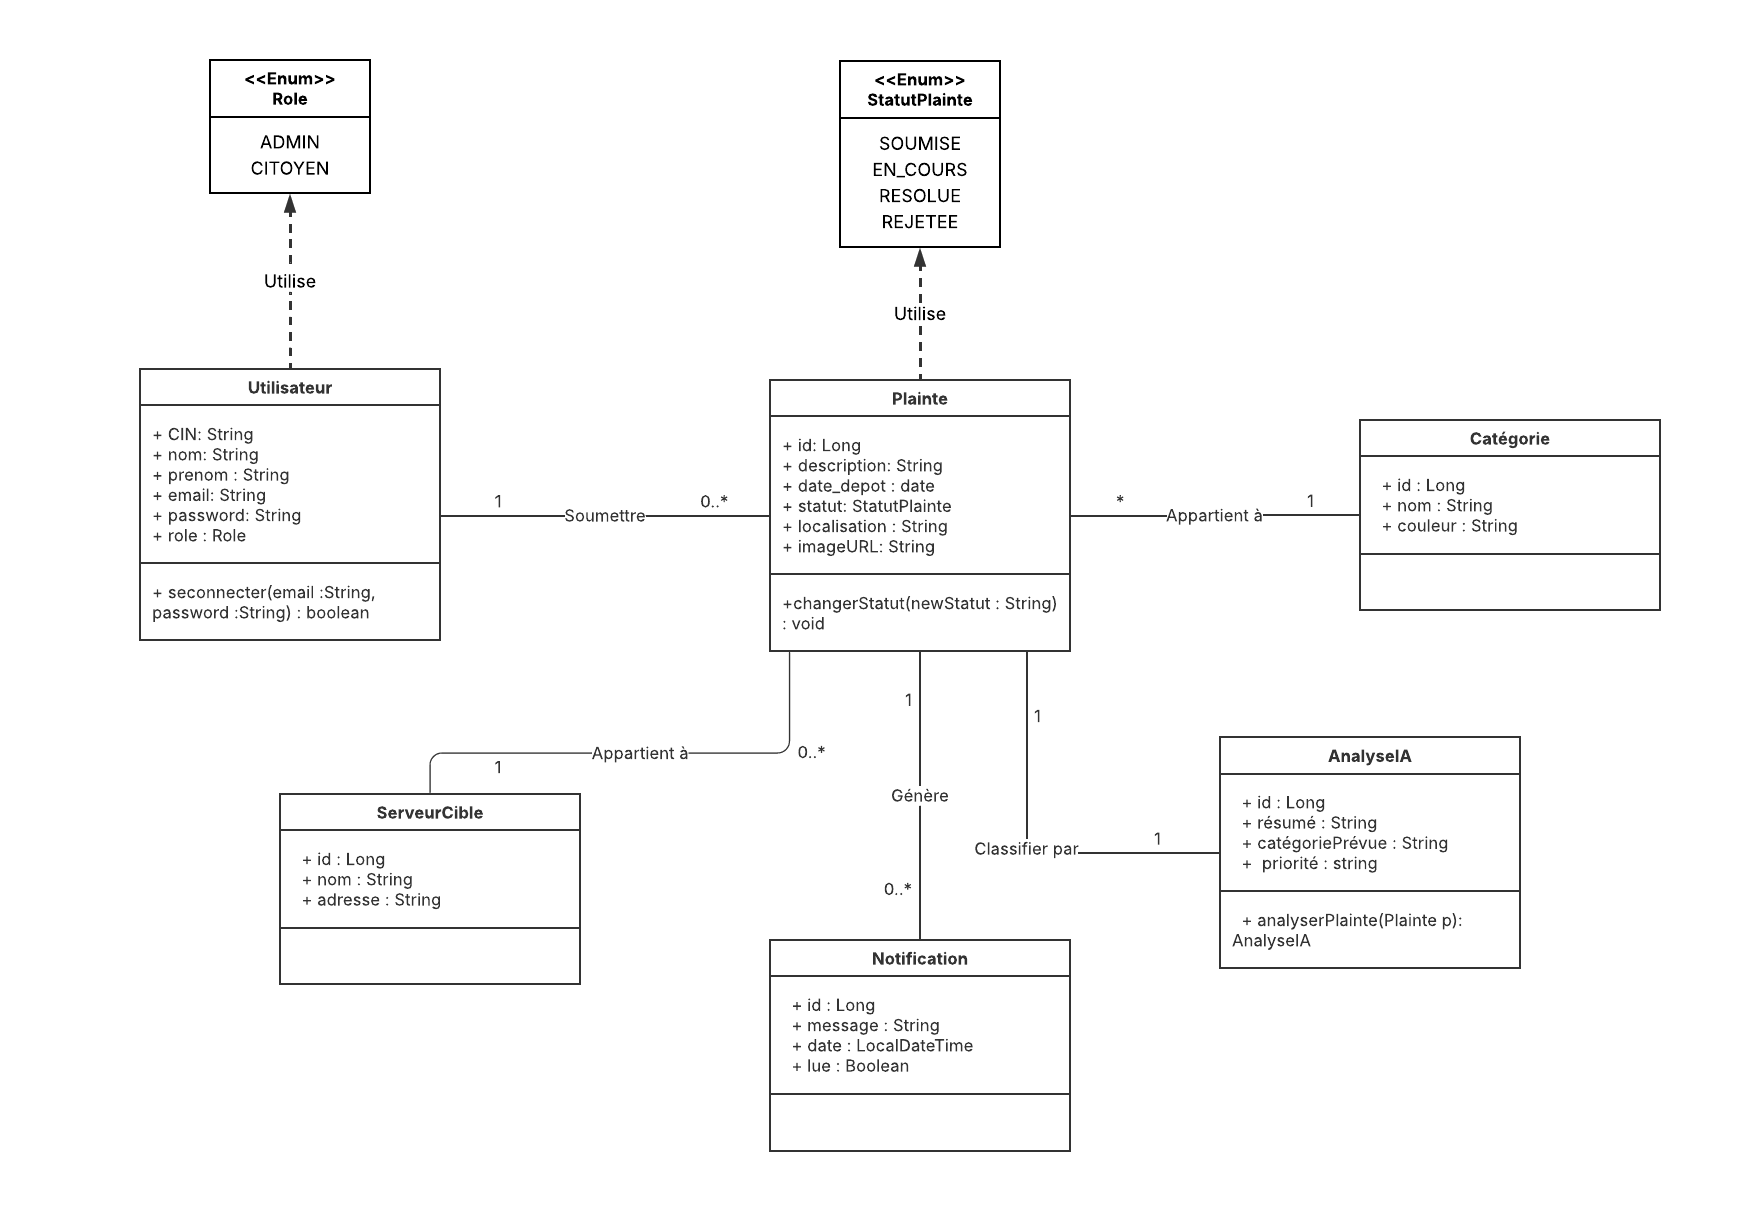 <<Enum>>
Role
ADMIN
CITOYEN
Utilise
<<Enum>>
StatutPlainte
SOUMISE
EN_COURS
RESOLUE
REJETEE
Utilise
Utilisateur
+ CIN: String
+ nom: String
+ prenom : String
+ email: String
+ password: String
+ role : Role
+ seconnecter(email :String,
password :String) : boolean
1
Soumettre
0..*
Plainte
+ id: Long
+ description: String
+ date_depot : date
+ statut: StatutPlainte
+ localisation : String
+ imageURL: String
+changerStatut(newStatut : String)
: void
*
Appartient à
1
Catégorie
+ id : Long
+ nom : String
+ couleur : String
1
Appartient à
0..*
ServeurCible
+ id : Long
+ nom : String
+ adresse : String
1
Génère
0..*
Notification
+ id : Long
+ message : String
+ date : LocalDateTime
+ lue : Boolean
1
Classifier par
1
AnalyseIA
+ id : Long
+ résumé : String
+ catégoriePrévue : String
+  priorité : string
+ analyserPlainte(Plainte p):
AnalyseIA